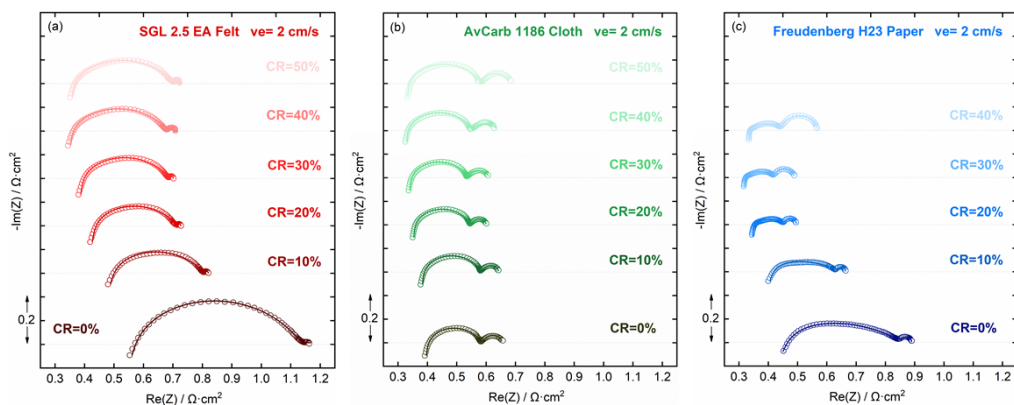 (a)
SGL 2.5 EA Felt ve= 2 cm/s
CR=50%
CR=40%
CR=30%
CR=20%
CR=10%
CR=0%
0.2
-Im(Z) / Ω·cm²
0.3 0.4 0.5 0.6 0.7 0.8 0.9 1.0 1.1 1.2
Re(Z) / Ω·cm²
(b)
AvCarb 1186 Cloth ve= 2 cm/s
CR=50%
CR=40%
CR=30%
CR=20%
CR=10%
CR=0%
0.2
-Im(Z) / Ω·cm²
0.3 0.4 0.5 0.6 0.7 0.8 0.9 1.0 1.1 1.2
Re(Z) / Ω·cm²
(c)
Freudenberg H23 Paper ve= 2 cm/s
CR=40%
CR=30%
CR=20%
CR=10%
CR=0%
0.2
-Im(Z) / Ω·cm²
0.3 0.4 0.5 0.6 0.7 0.8 0.9 1.0 1.1 1.2
Re(Z) / Ω·cm²